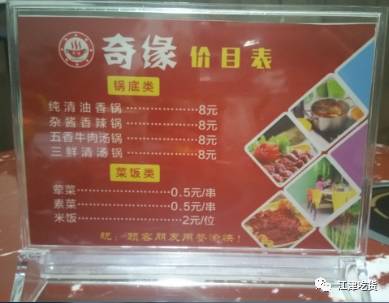 奇缘 价目表
锅底类
纯清油香锅··················8元
杂酱香辣锅··················8元
五香牛肉汤锅···············8元
三鲜清汤锅··················8元
菜饭类
荤菜·····················0.5元/串
素菜·····················0.5元/串
米饭························2元/位
祝：顾客朋友用餐愉快！
江津吃货